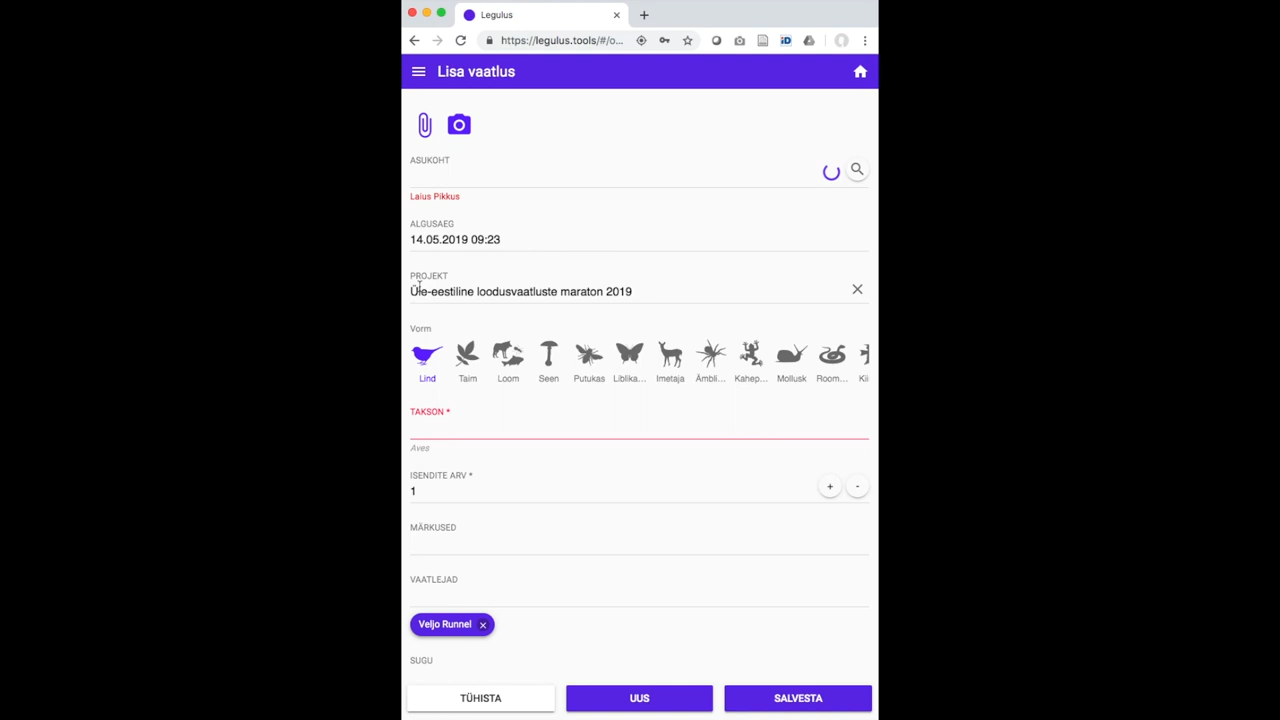 Legulus
https://legulus.tools/#/o...
iD
Lisa vaatlus
ASUKOHT
Laius Pikkus
ALGUSAEG
14.05.2019 09:23
PROJEKT
Üle-eestiline loodusvaatluste maraton 2019
Vorm
Lind Taim Loom Seen Putukas Liblika... Imetaja Ämbli... Kahep... Mollusk Room... Kii
TAKSON *
Aves
ISENDITE ARV *
1 + -
MÄRKUSED
VAATLEJAD
Veljo Runnel
SUGU
TÜHISTA UUS SALVESTA